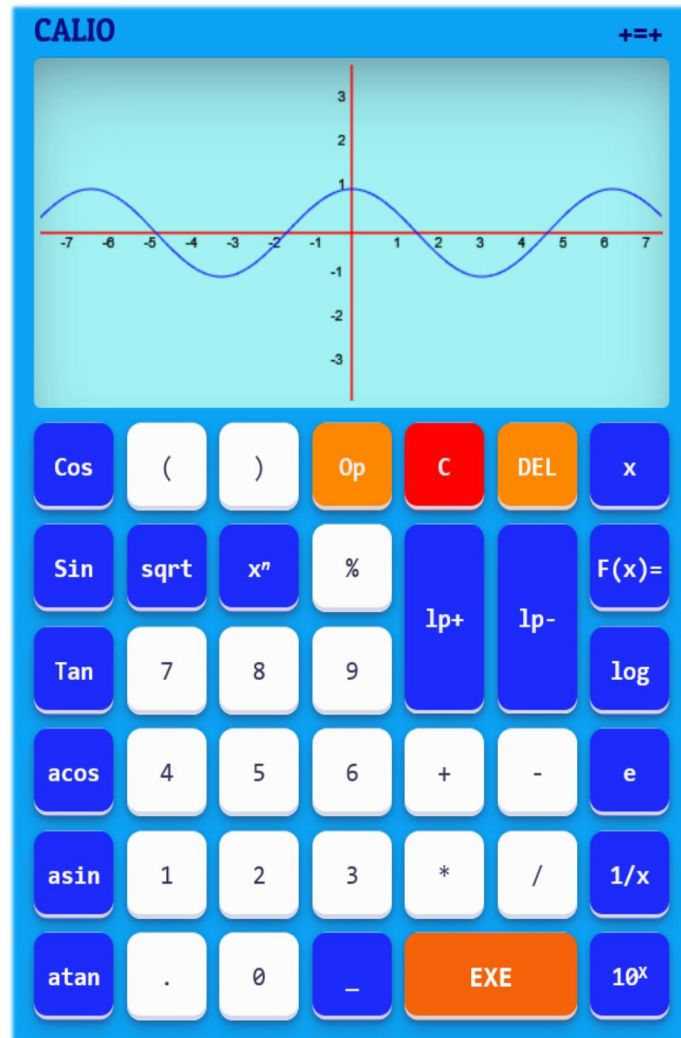 CALIO +=+
3
2
1
-7 -6 -5 -4 -3 -2 -1 1 2 3 4 5 6 7
-1
-2
-3
Cos ( ) Op C DEL x
Sin sqrt xⁿ % lp+ lp- F(x)=
Tan 7 8 9 log
acos 4 5 6 + - e
asin 1 2 3 * / 1/x
atan . 0 _ EXE 10ˣ